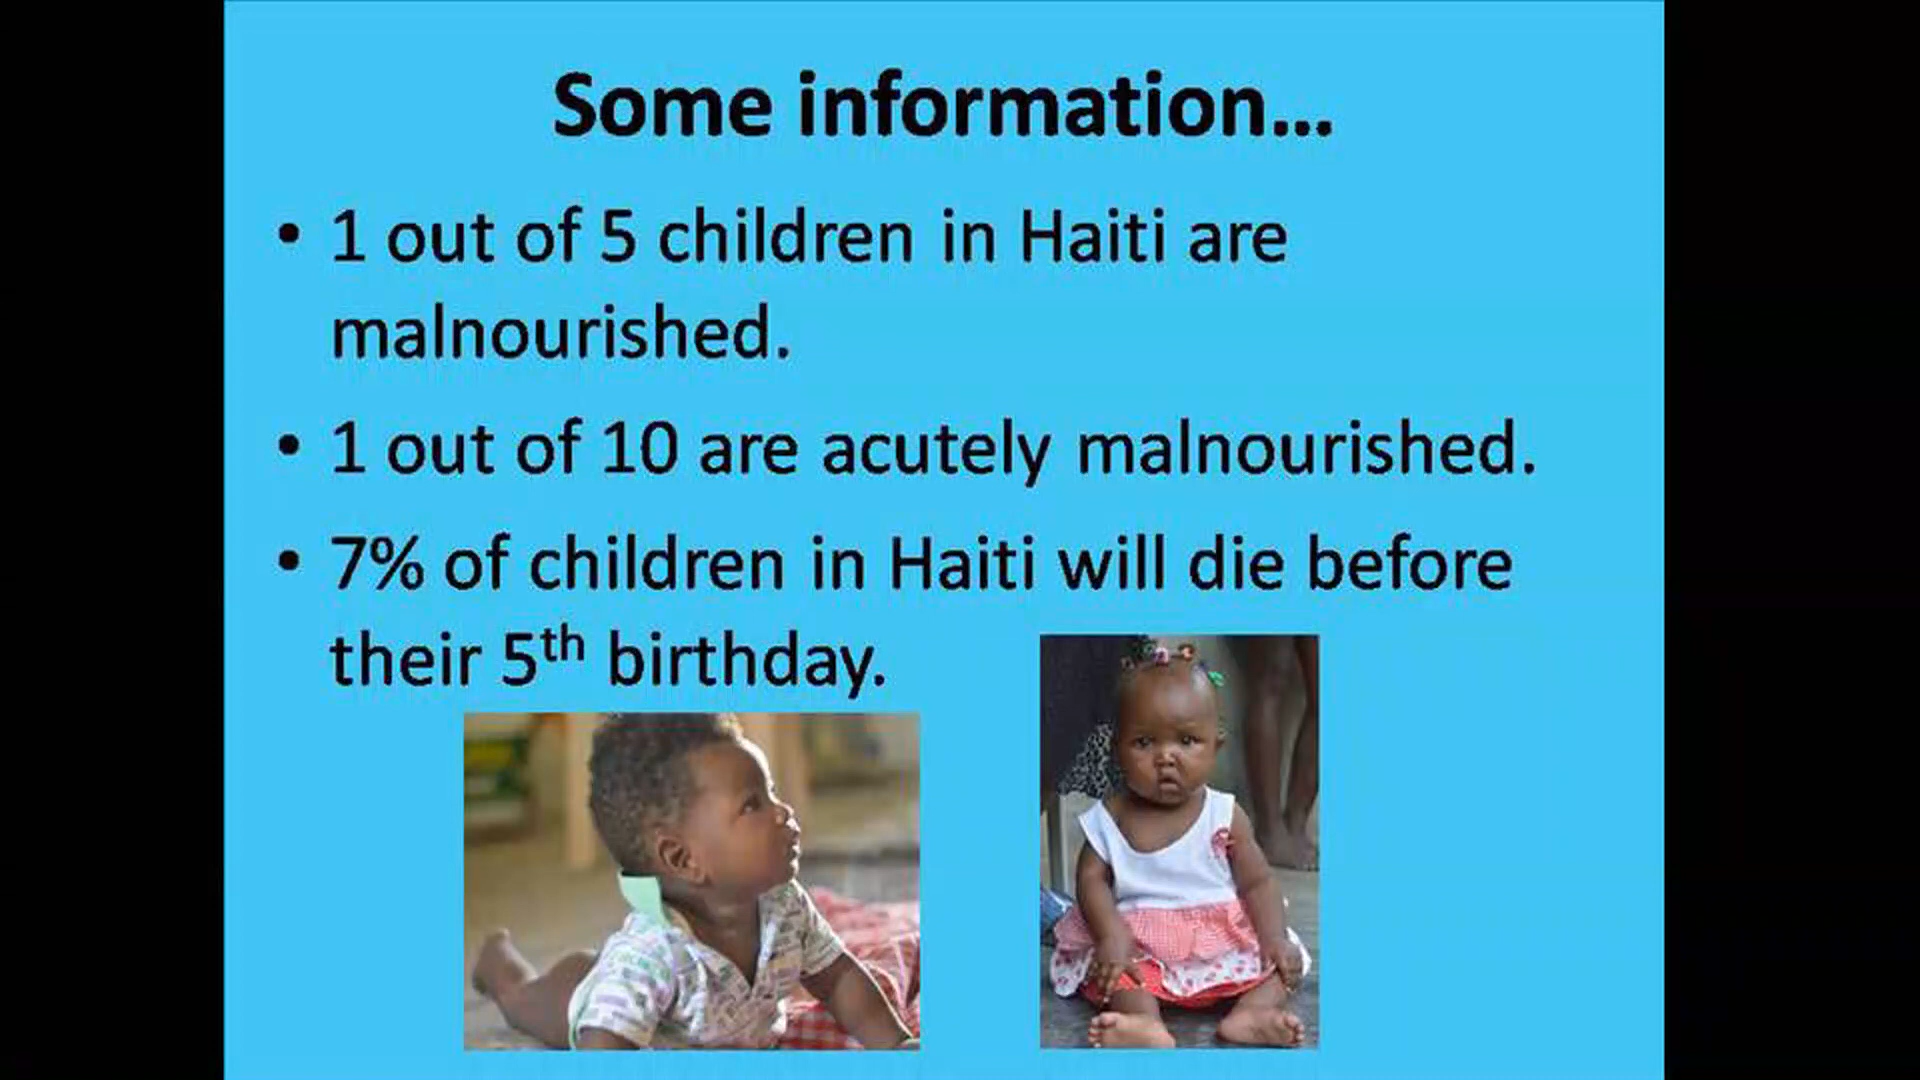 Some information...
• 1 out of 5 children in Haiti are
malnourished.
• 1 out of 10 are acutely malnourished.
• 7% of children in Haiti will die before
their 5th birthday.